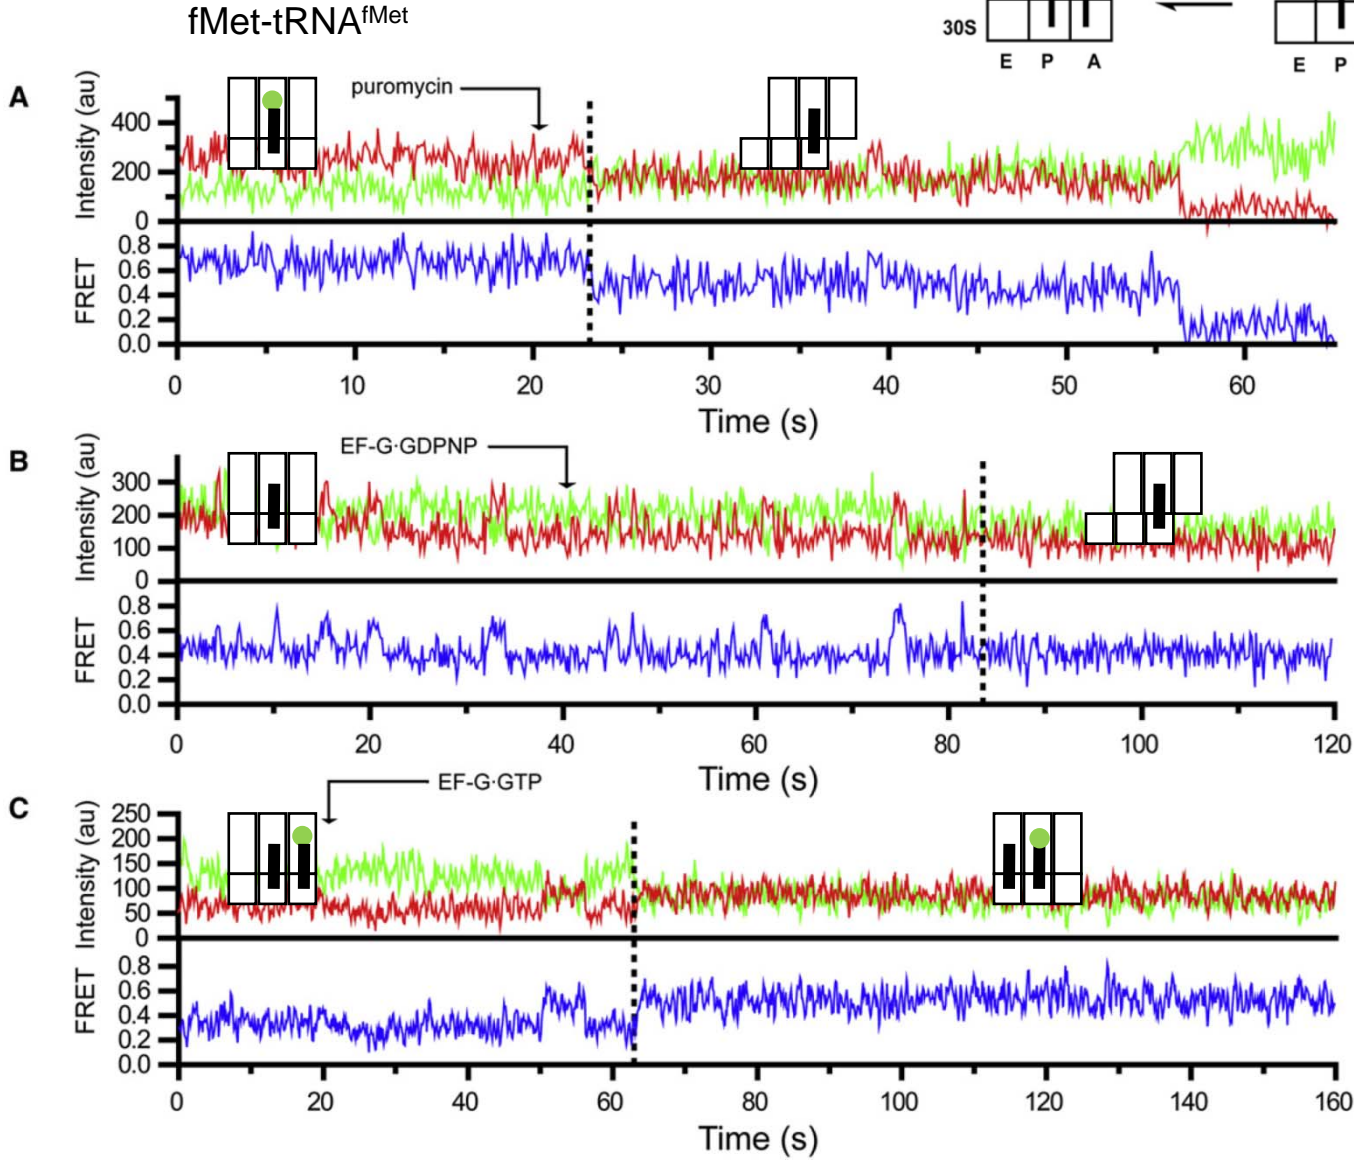 fMet-tRNAfMet
30S
E P A
E P
A
puromycin
Intensity (au)
400
200
0
FRET
0.8
0.6
0.4
0.2
0.0
0 10 20 30 40 50 60
Time (s)
B
EF-G·GDPNP
Intensity (au)
300
200
100
0
FRET
0.8
0.6
0.4
0.2
0.0
0 20 40 60 80 100 120
Time (s)
C
EF-G·GTP
Intensity (au)
250
200
150
100
50
0
FRET
0.8
0.6
0.4
0.2
0.0
0 20 40 60 80 100 120 140 160
Time (s)